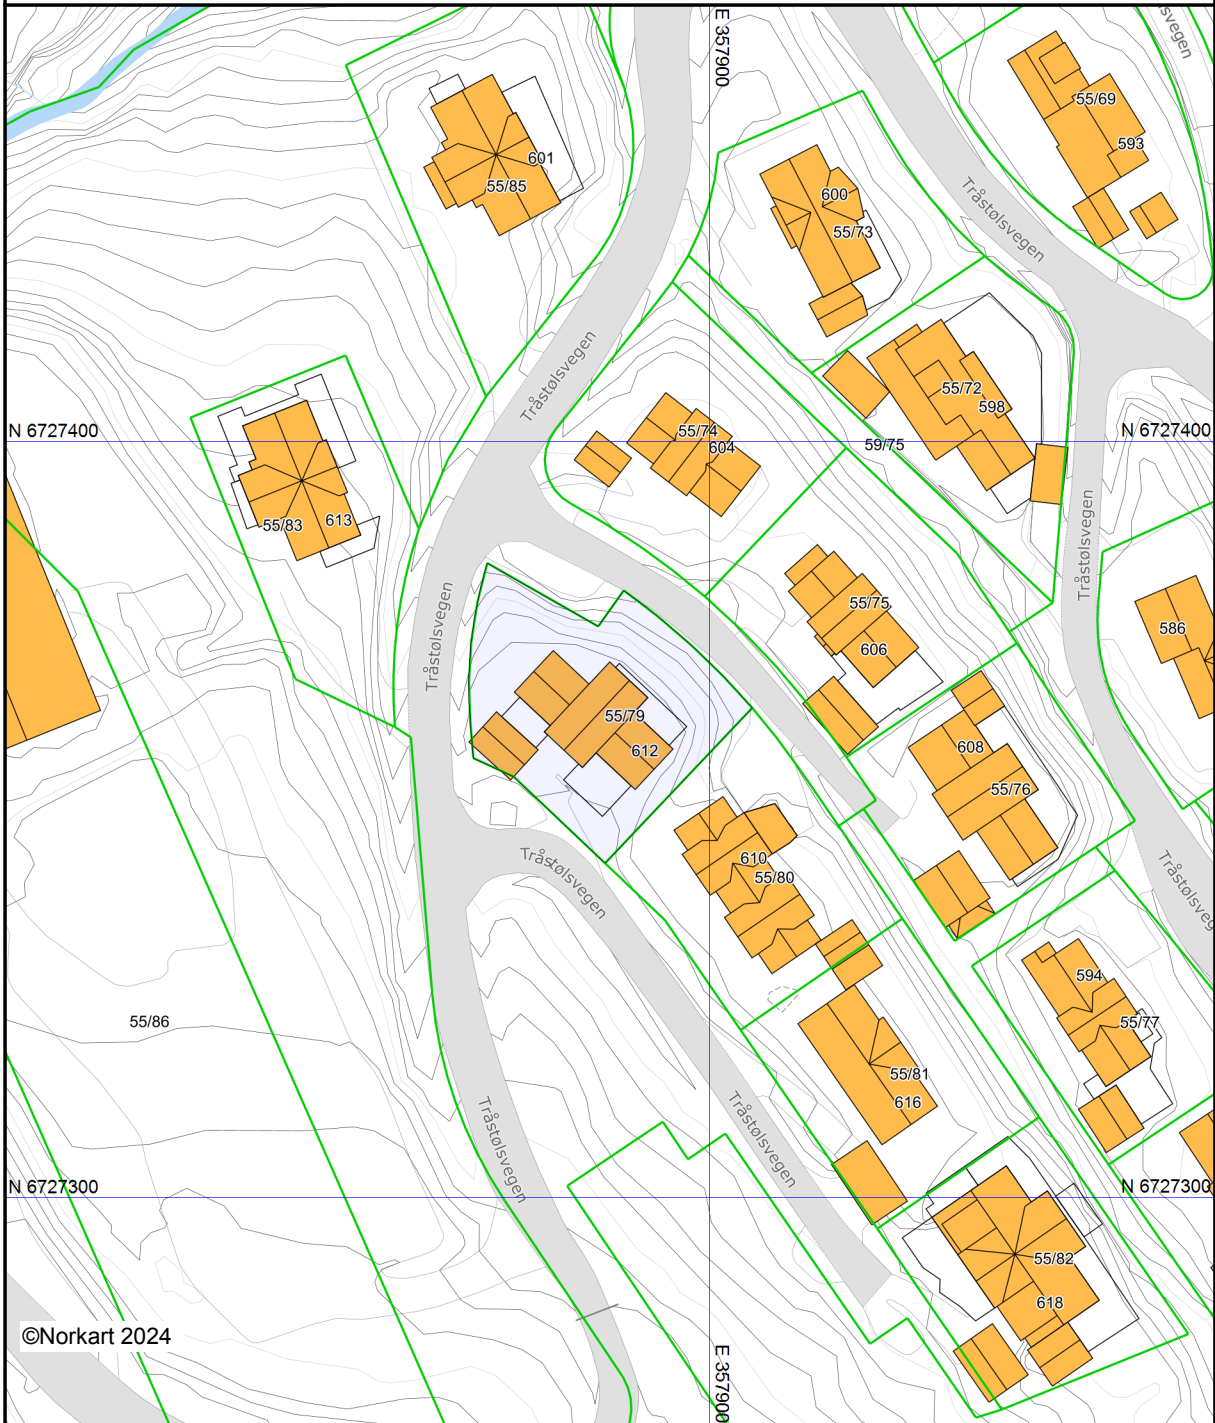 E 357900
svegen
55/69
593
601
55/85
600
55/73
Tråstølsvegen
Tråstølsvegen
55/72
598
N 6727400
55/74
604
59/75
N 6727400
55/83
613
Tråstølsvegen
Tråstølsvegen
55/75
606
586
55/79
612
608
55/76
610
55/80
Tråstølsvegen
Tråstølsveg
594
55/77
55/86
55/81
616
Tråstølsvegen
Tråstølsvegen
N 6727300
N 6727300
55/82
618
©Norkart 2024
E 357900